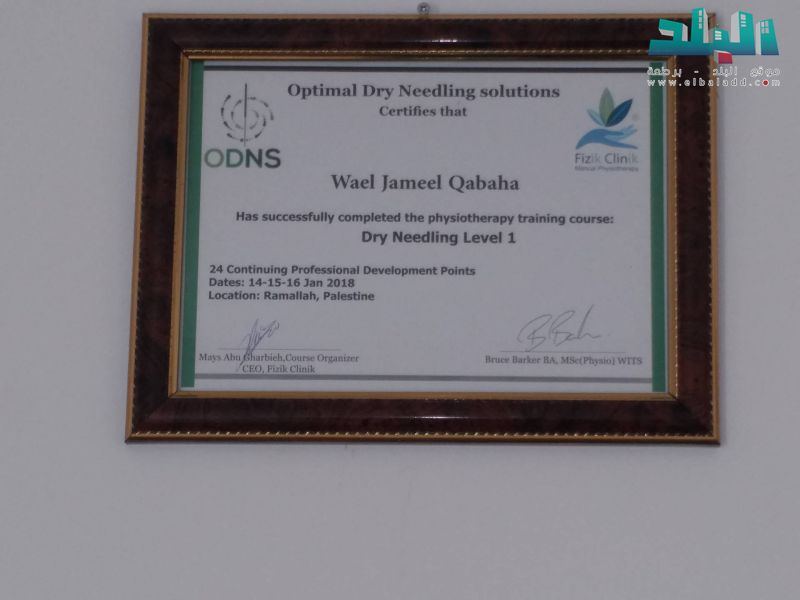 البلد
موقع البلد - برطعة
www.elbaladd.com
Optimal Dry Needling solutions
Certifies that
ODNS
Fizik Clinik
Manual Physiotherapy
Wael Jameel Qabaha
Has successfully completed the physiotherapy training course:
Dry Needling Level 1
24 Continuing Professional Development Points
Dates: 14-15-16 Jan 2018
Location: Ramallah, Palestine
Mays Abu Gharbieh,Course Organizer
CEO, Fizik Clinik
Bruce Barker BA, MSc(Physio) WITS